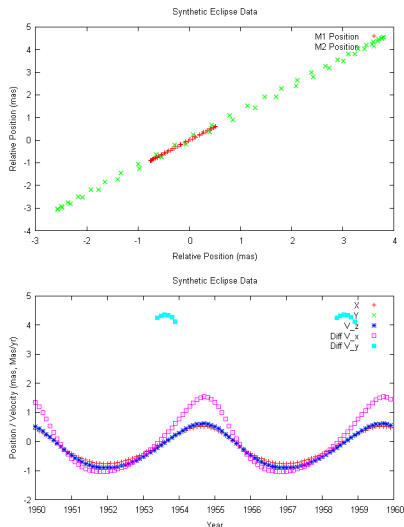 Synthetic Eclipse Data
5
4
3
2
1
0
-1
-2
-3
-4
M1 Position
M2 Position
Relative Position (mas)
-3 -2 -1 0 1 2 3 4
Relative Position (mas)
Synthetic Eclipse Data
5
4
3
2
1
0
-1
-2
X
Y
V_z
Diff V_x
Diff V_y
Position / Velocity (mas, Mas/yr)
1950 1951 1952 1953 1954 1955 1956 1957 1958 1959 1960
Year